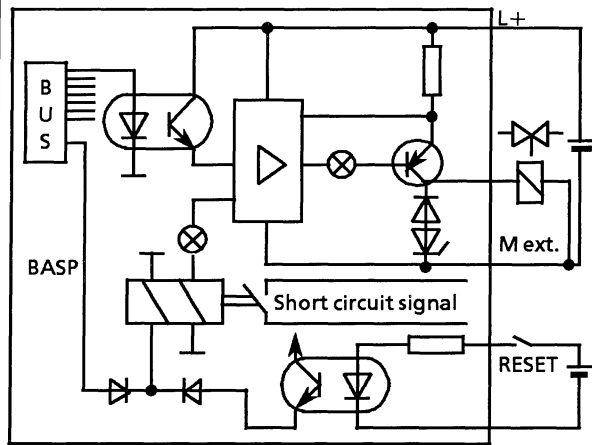 L+
B
U
S
M ext.
BASP
Short circuit signal
RESET